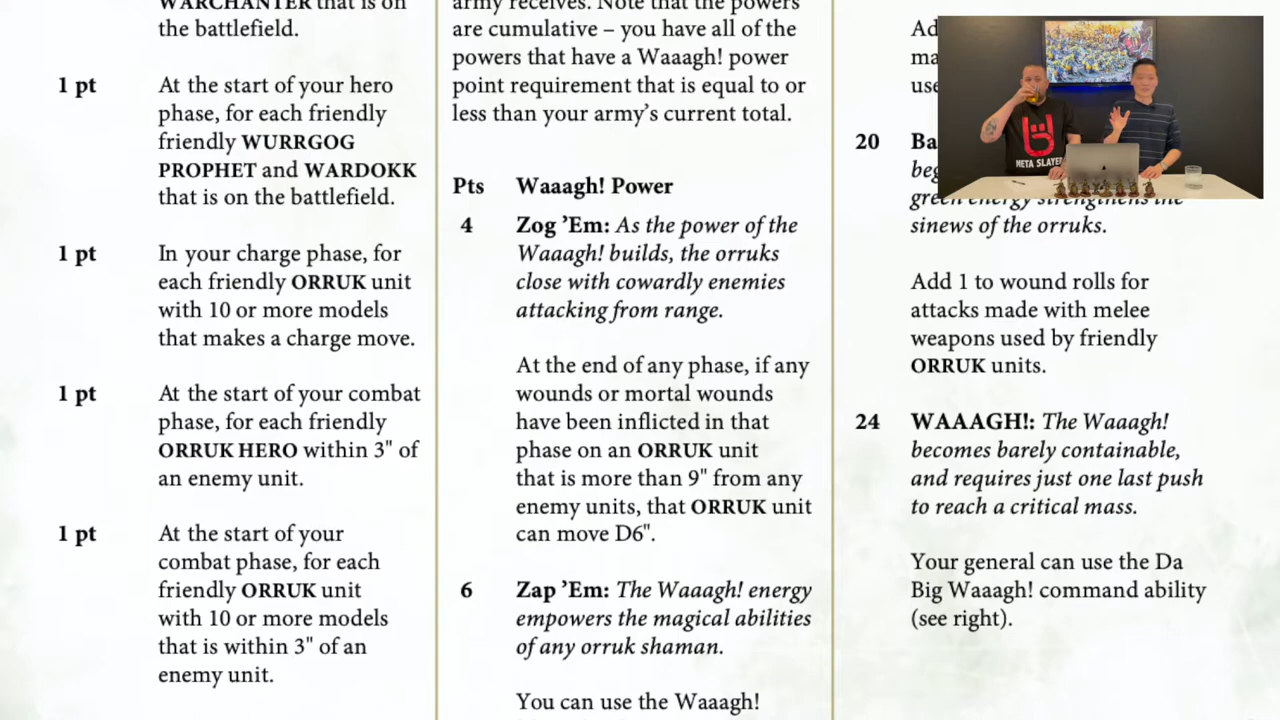 WARCHANTER that is on
the battlefield.
1 pt At the start of your hero
phase, for each friendly
friendly WURRGOG
PROPHET and WARDOKK
that is on the battlefield.
1 pt In your charge phase, for
each friendly ORRUK unit
with 10 or more models
that makes a charge move.
1 pt At the start of your combat
phase, for each friendly
ORRUK HERO within 3" of
an enemy unit.
1 pt At the start of your
combat phase, for each
friendly ORRUK unit
with 10 or more models
that is within 3" of an
enemy unit.
army receives. Note that the powers
are cumulative – you have all of the
powers that have a Waaagh! power
point requirement that is equal to or
less than your army's current total.
Pts Waaagh! Power
4 Zog 'Em: As the power of the
Waaagh! builds, the orruks
close with cowardly enemies
attacking from range.
At the end of any phase, if any
wounds or mortal wounds
have been inflicted in that
phase on an ORRUK unit
that is more than 9" from any
enemy units, that ORRUK unit
can move D6".
6 Zap 'Em: The Waaagh! energy
empowers the magical abilities
of any orruk shaman.
You can use the Waaagh!
20
green energy strengthens the
sinews of the orruks.
Add 1 to wound rolls for
attacks made with melee
weapons used by friendly
ORRUK units.
24 WAAAGH!: The Waaagh!
becomes barely containable,
and requires just one last push
to reach a critical mass.
Your general can use the Da
Big Waaagh! command ability
(see right).
META SLAYER